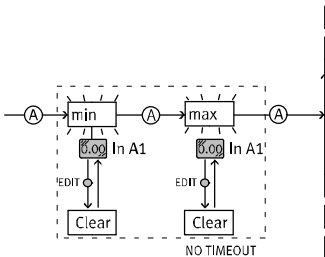 A min A max A
0.00 In A1 0.00 In A1
EDIT EDIT
Clear Clear
NO TIMEOUT